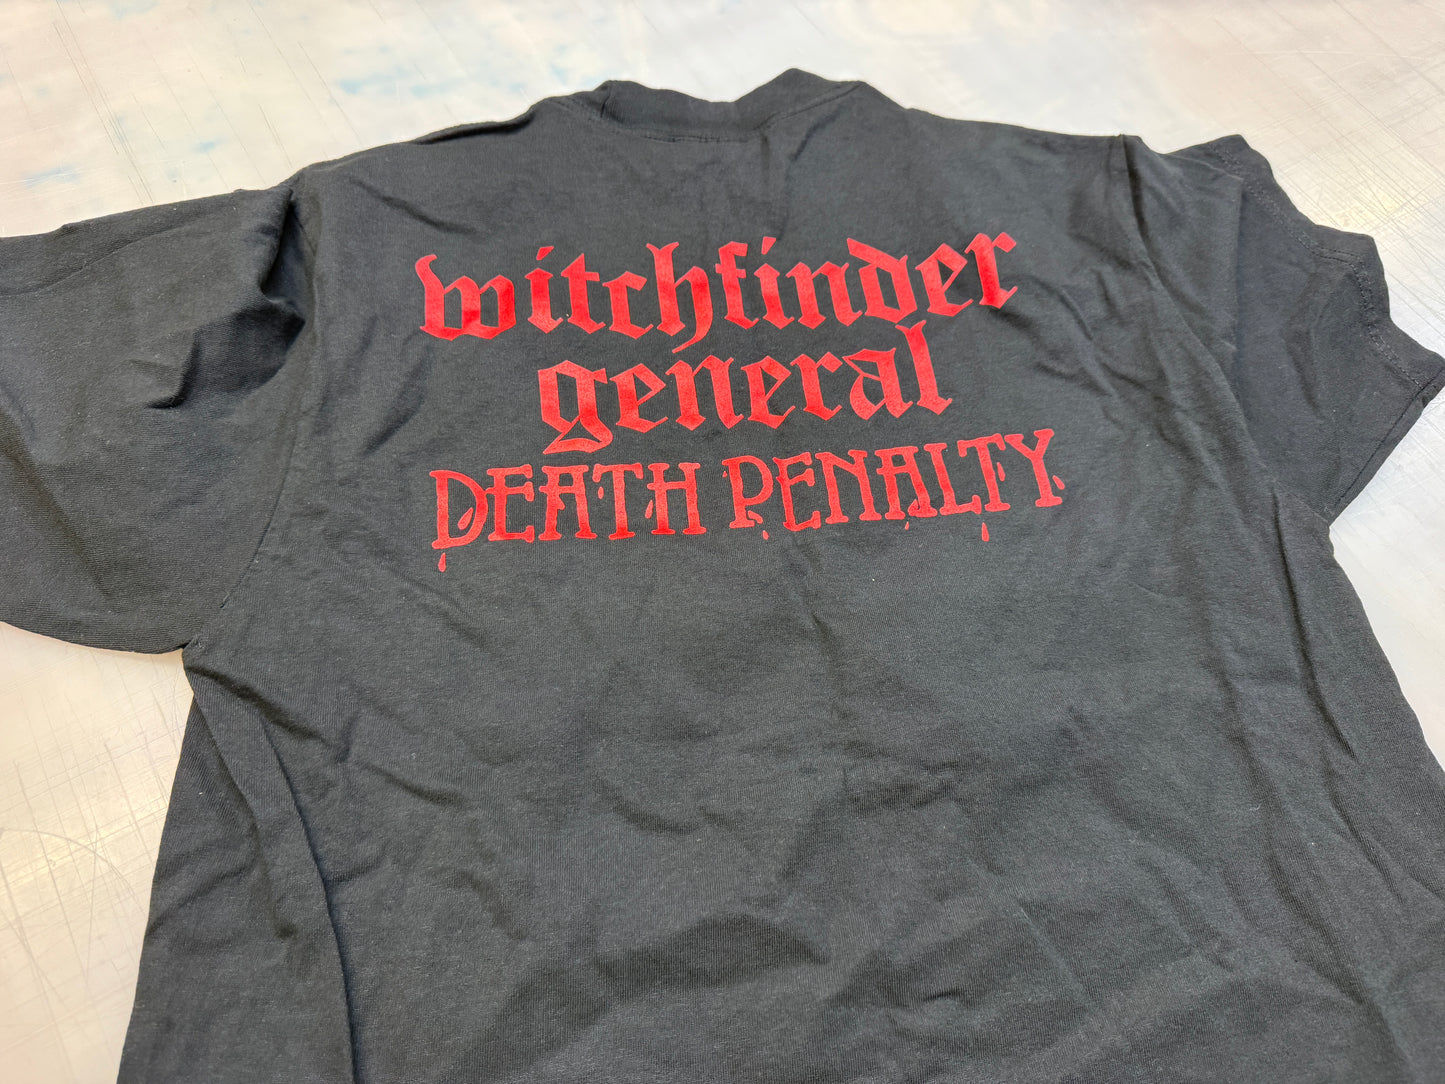 witchfinder
general
DEATH PENALTY